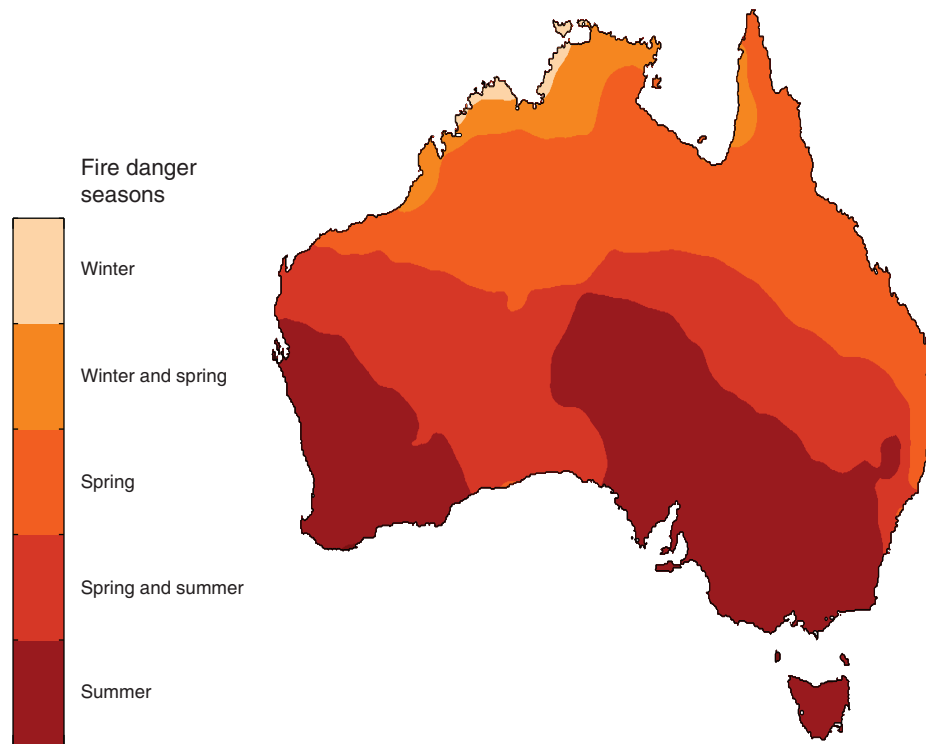 Fire danger
seasons
Winter
Winter and spring
Spring
Spring and summer
Summer